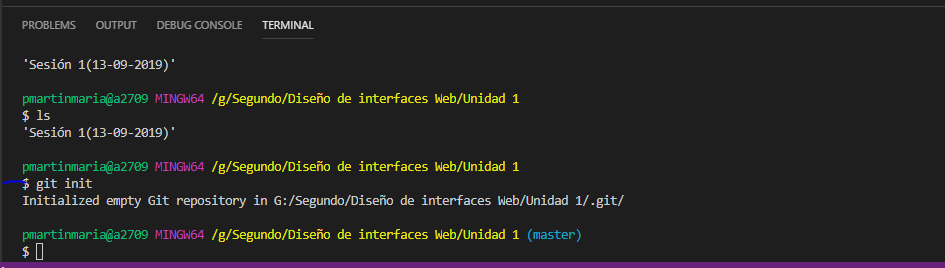 PROBLEMS OUTPUT DEBUG CONSOLE TERMINAL
'Sesión 1(13-09-2019)'
pmartinmaria@a2709 MINGW64 /g/Segundo/Diseño de interfaces Web/Unidad 1
$ ls
'Sesión 1(13-09-2019)'
pmartinmaria@a2709 MINGW64 /g/Segundo/Diseño de interfaces Web/Unidad 1
$ git init
Initialized empty Git repository in G:/Segundo/Diseño de interfaces Web/Unidad 1/.git/
pmartinmaria@a2709 MINGW64 /g/Segundo/Diseño de interfaces Web/Unidad 1 (master)
$